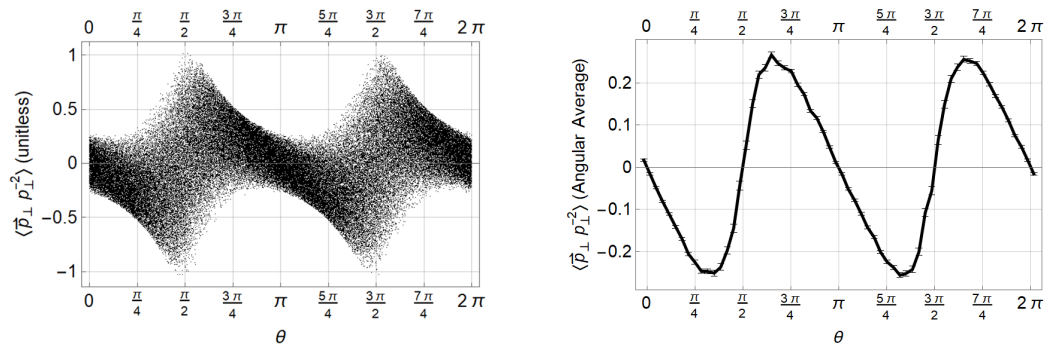 0 π/4 π/2 3π/4 π 5π/4 3π/2 7π/4 2π
1
0.5
0
−0.5
−1
⟨p⃗⊥ p⊥⁻²⟩ (unitless)
0 π/4 π/2 3π/4 π 5π/4 3π/2 7π/4 2π
θ
0 π/4 π/2 3π/4 π 5π/4 3π/2 7π/4 2π
0.2
0.1
0
-0.1
-0.2
⟨p⃗⊥ p⊥⁻²⟩ (Angular Average)
0 π/4 π/2 3π/4 π 5π/4 3π/2 7π/4 2π
θ